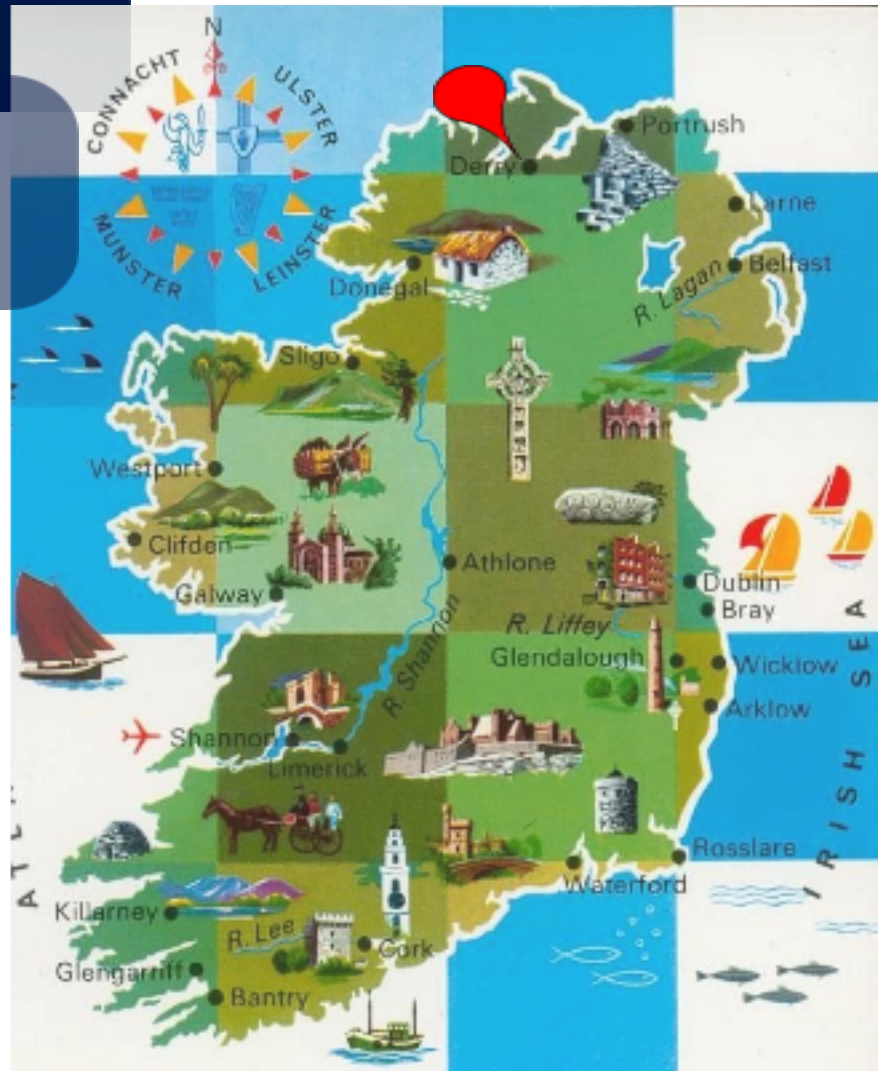 N
CONNACHT
ULSTER
MUNSTER
LEINSTER
Portrush
Derry
Larne
Donegal
Belfast
R. Lagan
Sligo
Westport
Clifden
Athlone
Galway
Dublin
Bray
R. Liffey
R. Shannon
Glendalough
Wicklow
Arklow
Shannon
Limerick
IRISH SEA
Rosslare
Waterford
Killarney
R. Lee
Cork
Glengarriff
Bantry